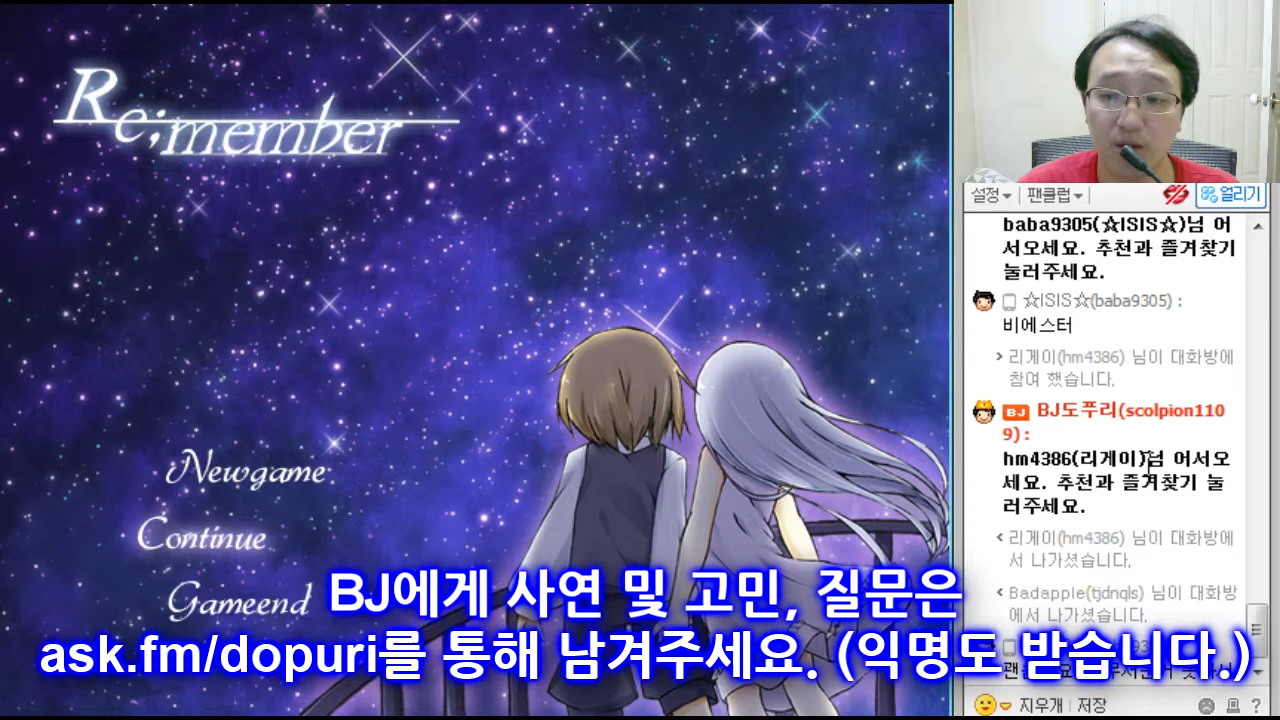 Re;member
Newgame
Continue
Gameend
BJ에게 사연 및 고민, 질문은
ask.fm/dopuri를 통해 남겨주세요. (익명도 받습니다.)
설정 팬클럽 얼리기
baba9305(☆ISIS☆)님 어
서오세요. 추천과 즐겨찾기
눌러주세요.
☆ISIS☆(baba9305) :
비에스터
> 리게이(hm4386) 님이 대화방에
참여 했습니다.
BJ BJ도푸리(scolpion110
9) :
hm4386(리게이)님 어서오
세요. 추천과 즐겨찾기 눌
러주세요.
< 리게이(hm4386) 님이 대화방에
서 나가셨습니다.
< Badapple(tjdnqls) 님이 대화방
에서 나가셨습니다.
지우개 저장 ?